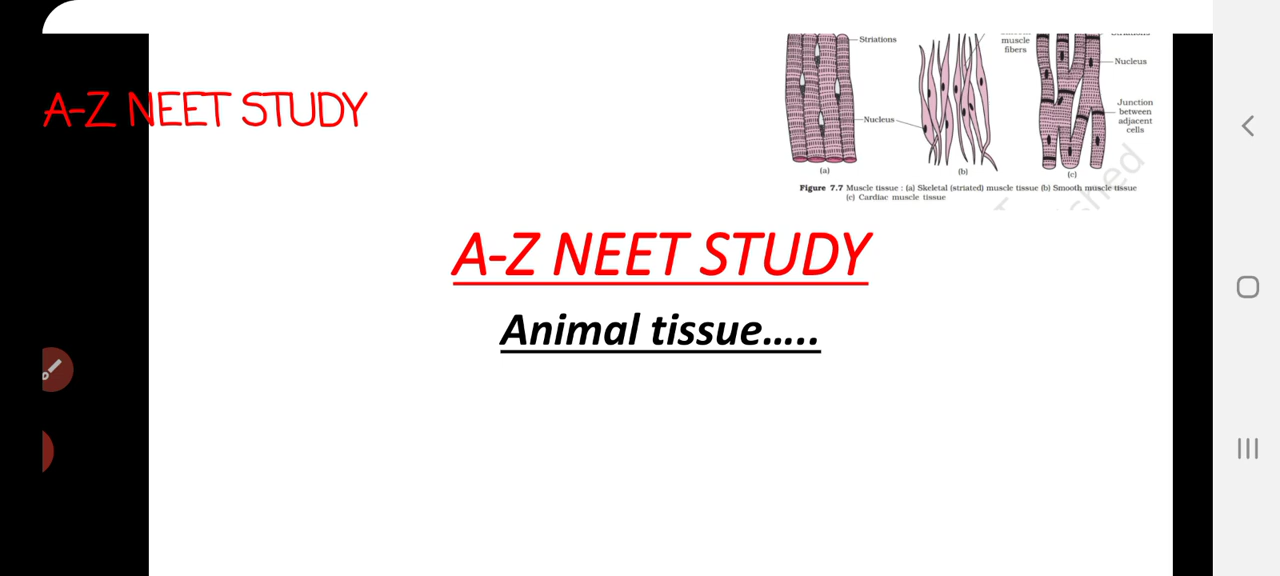 A-Z NEET STUDY
Striations
Nucleus
muscle
fibers
Nucleus
Junction
between
adjacent
cells
(a)
(b)
(c)
Figure 7.7 Muscle tissue : (a) Skeletal (striated) muscle tissue (b) Smooth muscle tissue
(c) Cardiac muscle tissue
shed
A-Z NEET STUDY
Animal tissue.....